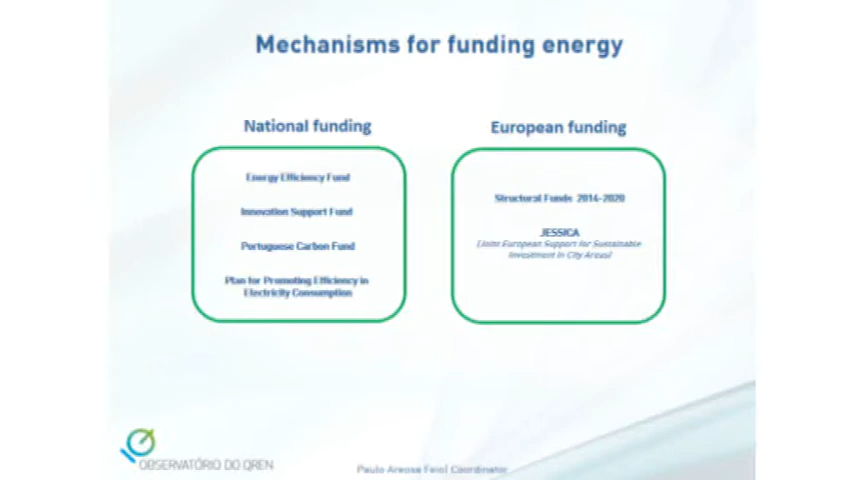 Mechanisms for funding energy
National funding
Energy Efficiency Fund
Innovation Support Fund
Portuguese Carbon Fund
Plan for Promoting Efficiency in
Electricity Consumption
European funding
Structural Funds 2014-2020
JESSICA
(Joint European Support for Sustainable
Investment in City Areas)
OBSERVATÓRIO DO QREN
Paulo Areosa Feio| Coordinator